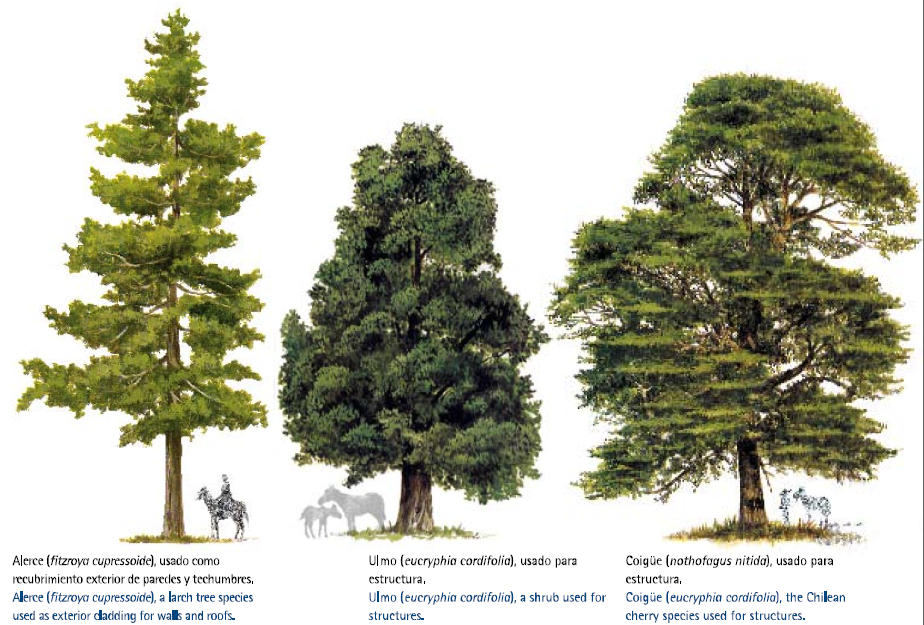 Alerce (fitzroya cupressoide), usado como
recubrimiento exterior de paredes y techumbres.
Alerce (fitzroya cupressoide), a larch tree species
used as exterior cladding for walls and roofs.
Ulmo (eucryphia cordifolia), usado para
estructura.
Ulmo (eucryphia cordifolia), a shrub used for
structures.
Coigüe (nothofagus nitida), usado para
estructura.
Coigüe (eucryphia cordifolia), the Chilean
cherry species used for structures.